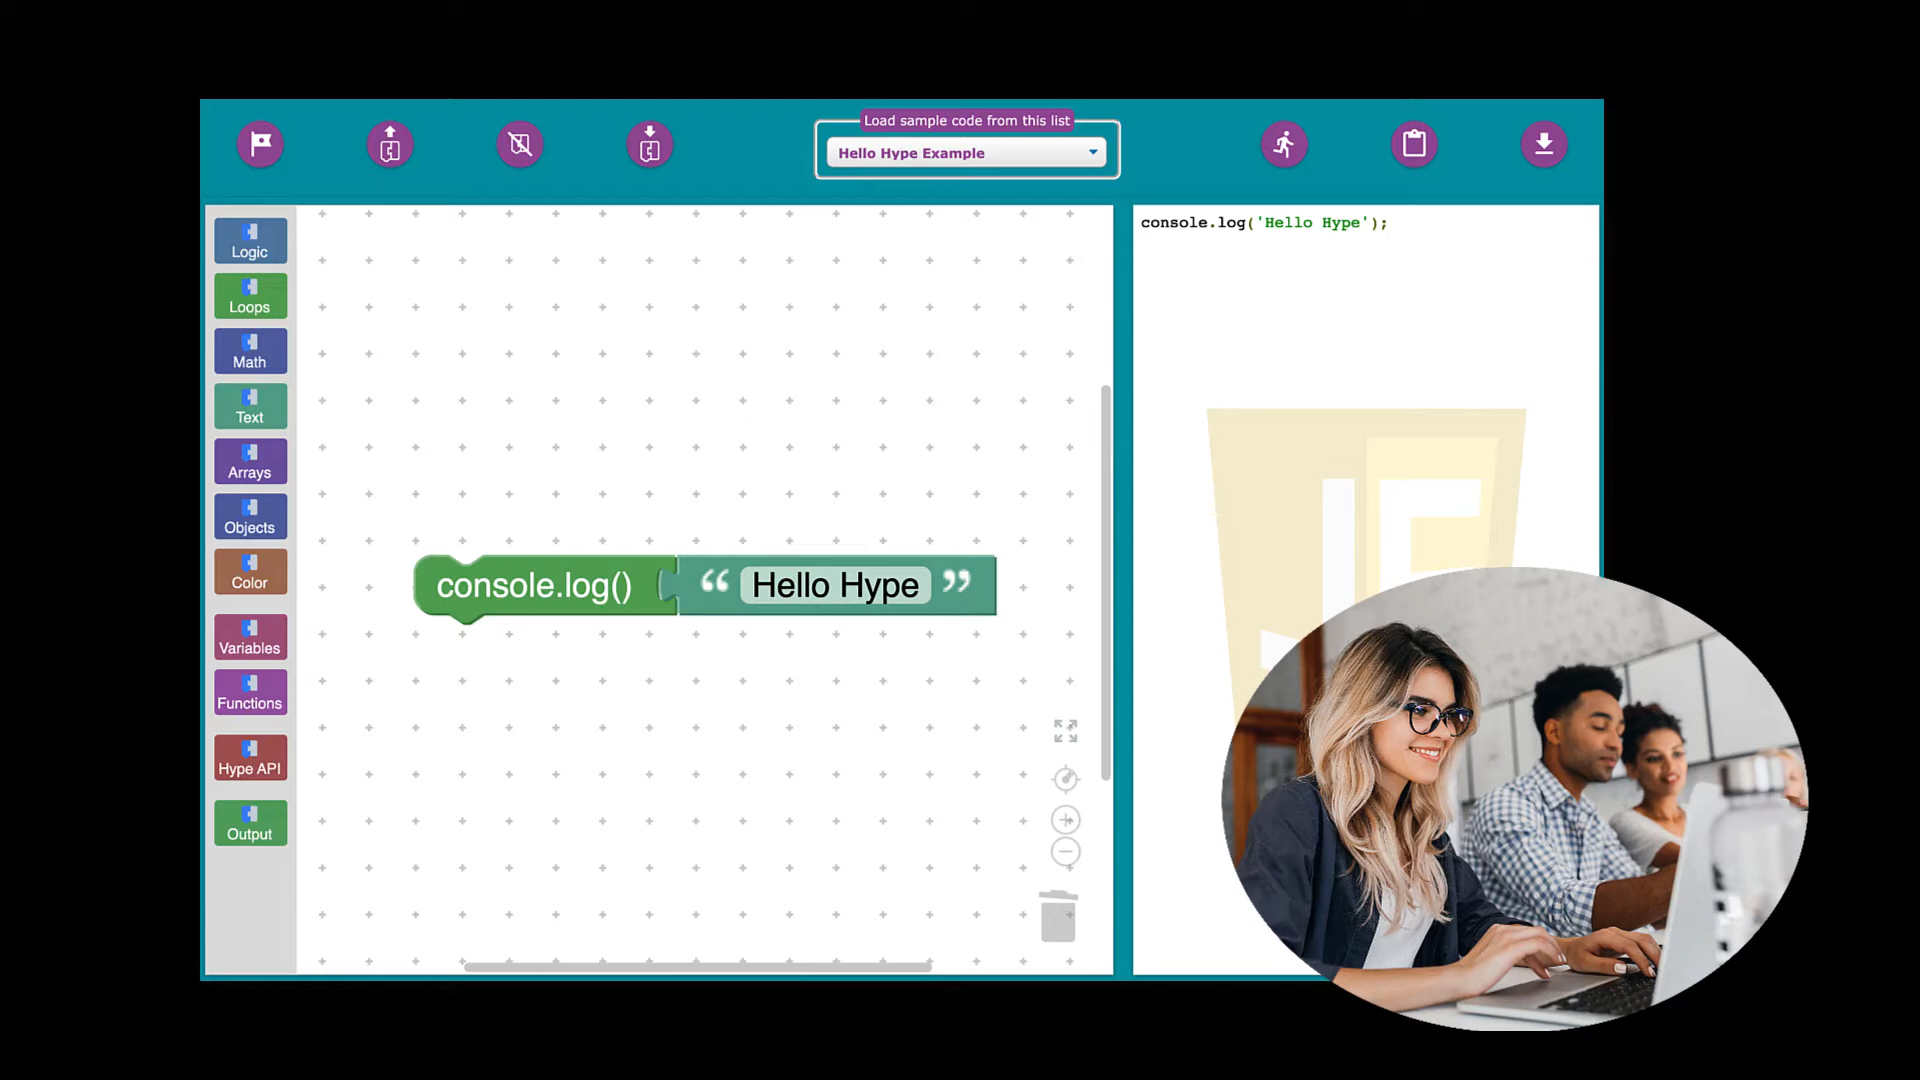 Load sample code from this list
Hello Hype Example
Logic
Loops
Math
Text
Arrays
Objects
Color
Variables
Functions
Hype API
Output
console.log() “ Hello Hype ”
console.log('Hello Hype');